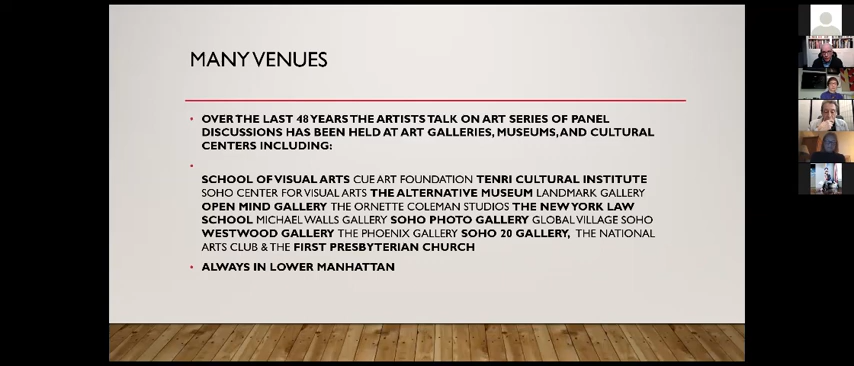 MANY VENUES
• OVER THE LAST 48 YEARS THE ARTISTS TALK ON ART SERIES OF PANEL
DISCUSSIONS HAS BEEN HELD AT ART GALLERIES, MUSEUMS, AND CULTURAL
CENTERS INCLUDING:
•
SCHOOL OF VISUAL ARTS CUE ART FOUNDATION TENRI CULTURAL INSTITUTE
SOHO CENTER FOR VISUAL ARTS THE ALTERNATIVE MUSEUM LANDMARK GALLERY
OPEN MIND GALLERY THE ORNETTE COLEMAN STUDIOS THE NEW YORK LAW
SCHOOL MICHAEL WALLS GALLERY SOHO PHOTO GALLERY GLOBAL VILLAGE SOHO
WESTWOOD GALLERY THE PHOENIX GALLERY SOHO 20 GALLERY, THE NATIONAL
ARTS CLUB & THE FIRST PRESBYTERIAN CHURCH
• ALWAYS IN LOWER MANHATTAN